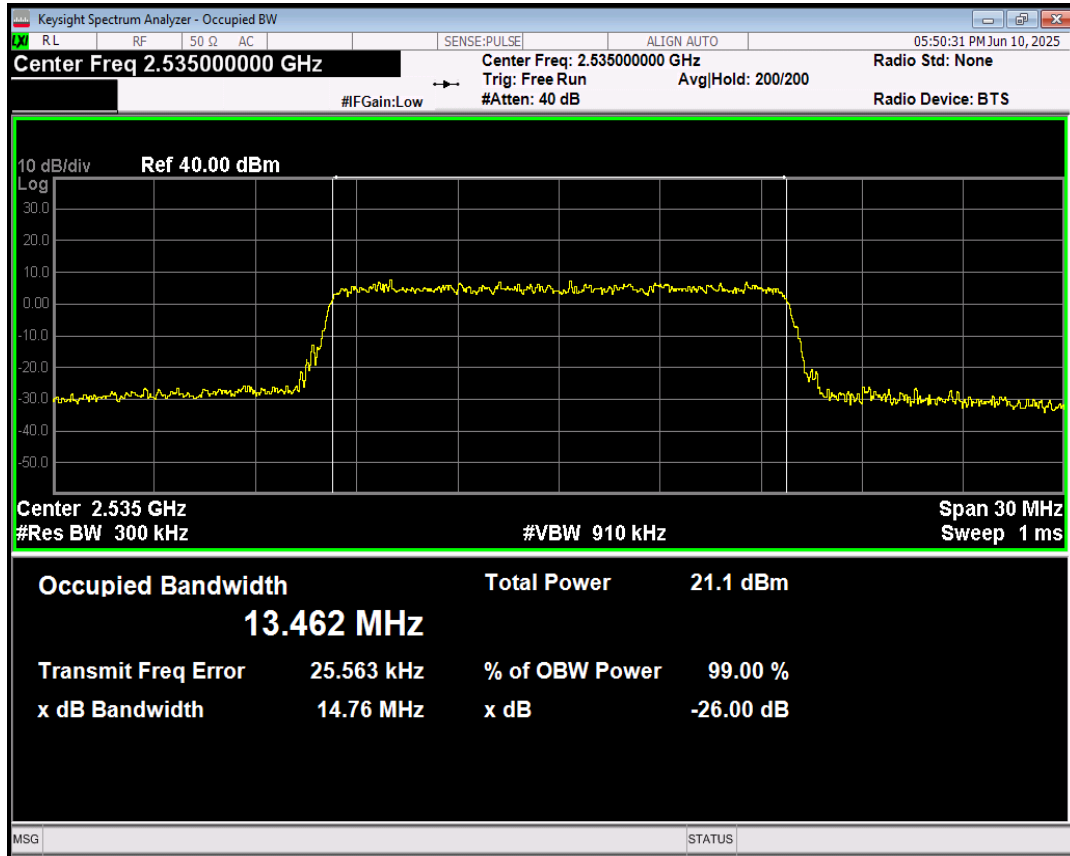 Keysight Spectrum Analyzer - Occupied BW
LXI RL RF 50 Ω AC SENSE:PULSE ALIGN AUTO 05:50:31 PM Jun 10, 2025
Center Freq 2.535000000 GHz Center Freq: 2.535000000 GHz Radio Std: None
Trig: Free Run Avg|Hold: 200/200
#IFGain:Low #Atten: 40 dB Radio Device: BTS
10 dB/div Ref 40.00 dBm
Log
30.0
20.0
10.0
0.00
-10.0
-20.0
-30.0
-40.0
-50.0
Center 2.535 GHz Span 30 MHz
#Res BW 300 kHz #VBW 910 kHz Sweep 1 ms
Occupied Bandwidth Total Power 21.1 dBm
13.462 MHz
Transmit Freq Error 25.563 kHz % of OBW Power 99.00 %
x dB Bandwidth 14.76 MHz x dB -26.00 dB
MSG STATUS